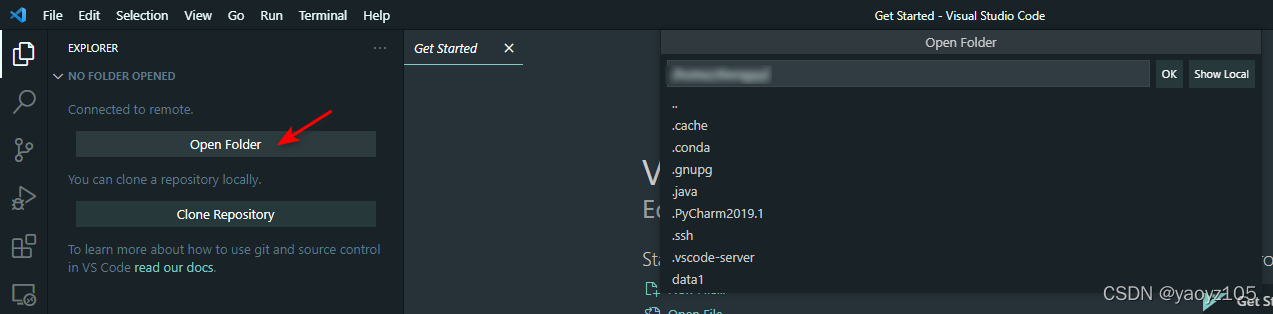 File Edit Selection View Go Run Terminal Help Get Started - Visual Studio Code
EXPLORER
NO FOLDER OPENED
Connected to remote.
Open Folder
You can clone a repository locally.
Clone Repository
To learn more about how to use git and source control
in VS Code read our docs.
Get Started
Open Folder
OK
Show Local
..
.cache
.conda
.gnupg
.java
.PyCharm2019.1
.ssh
.vscode-server
data1
Open File
Get St
CSDN @yaoyz105